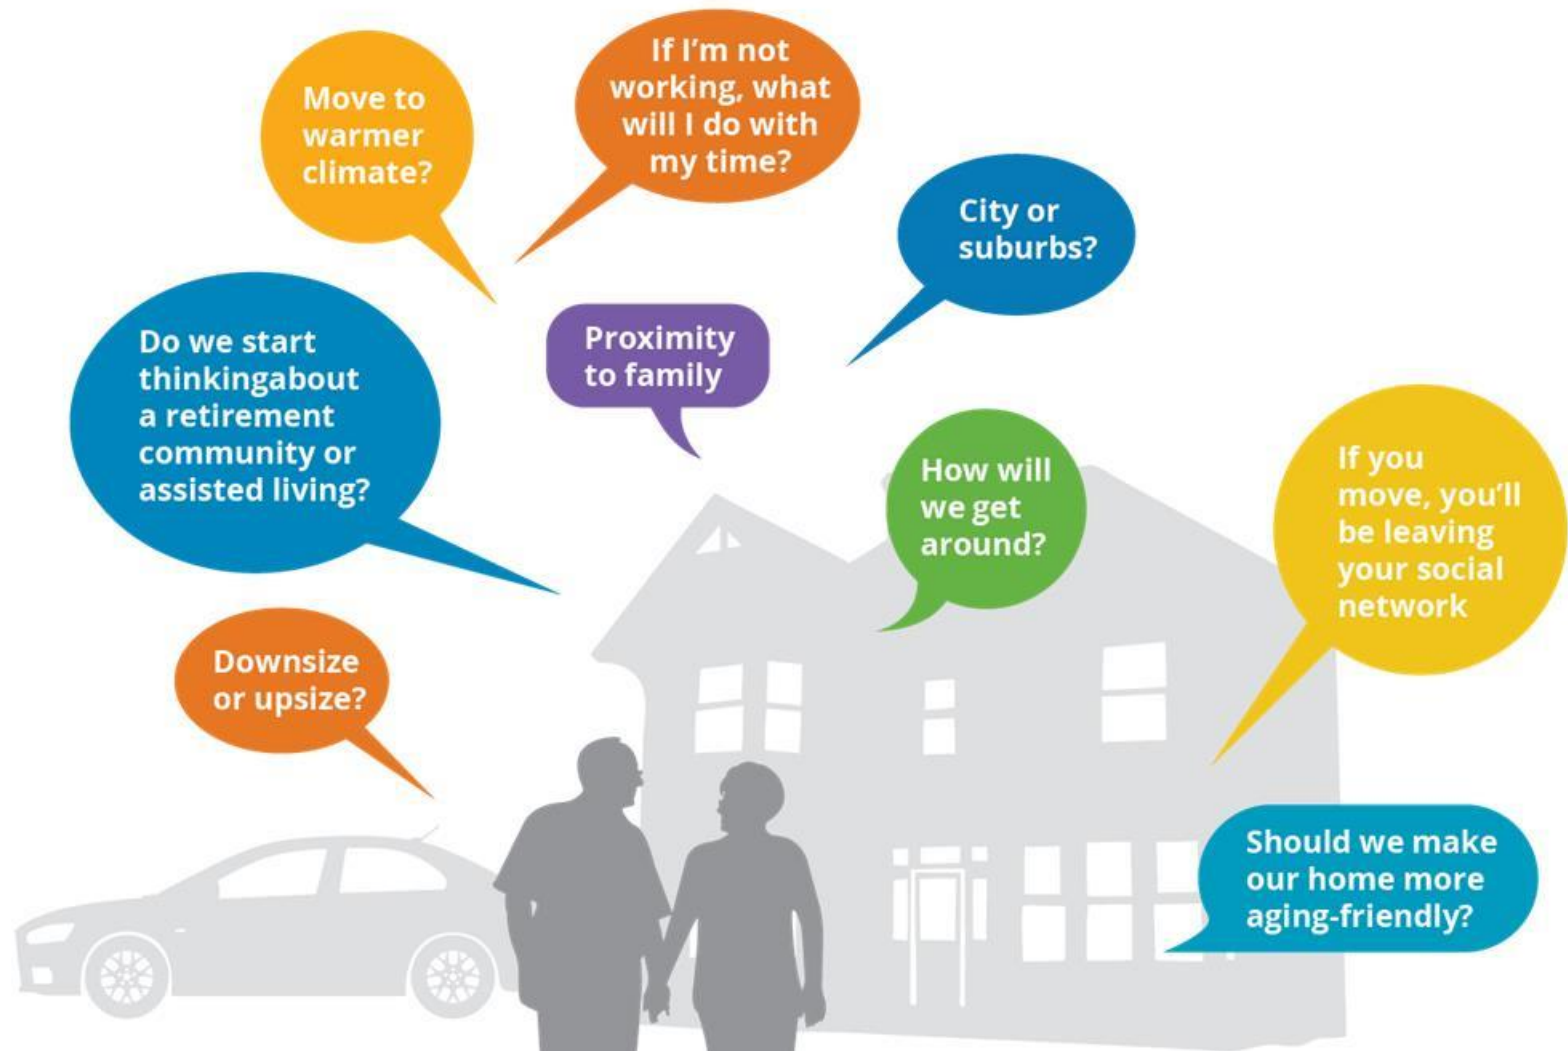 Move to
warmer
climate?
If I’m not
working, what
will I do with
my time?
City or
suburbs?
Do we start
thinkingabout
a retirement
community or
assisted living?
Proximity
to family
How will
we get
around?
If you
move, you’ll
be leaving
your social
network
Downsize
or upsize?
Should we make
our home more
aging-friendly?